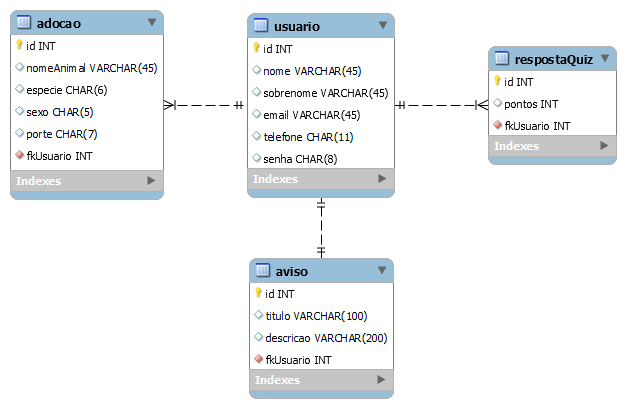 adocao
id INT
nomeAnimal VARCHAR(45)
especie CHAR(6)
sexo CHAR(5)
porte CHAR(7)
fkUsuario INT
Indexes
usuario
id INT
nome VARCHAR(45)
sobrenome VARCHAR(45)
email VARCHAR(45)
telefone CHAR(11)
senha CHAR(8)
Indexes
respostaQuiz
id INT
pontos INT
fkUsuario INT
Indexes
aviso
id INT
titulo VARCHAR(100)
descricao VARCHAR(200)
fkUsuario INT
Indexes